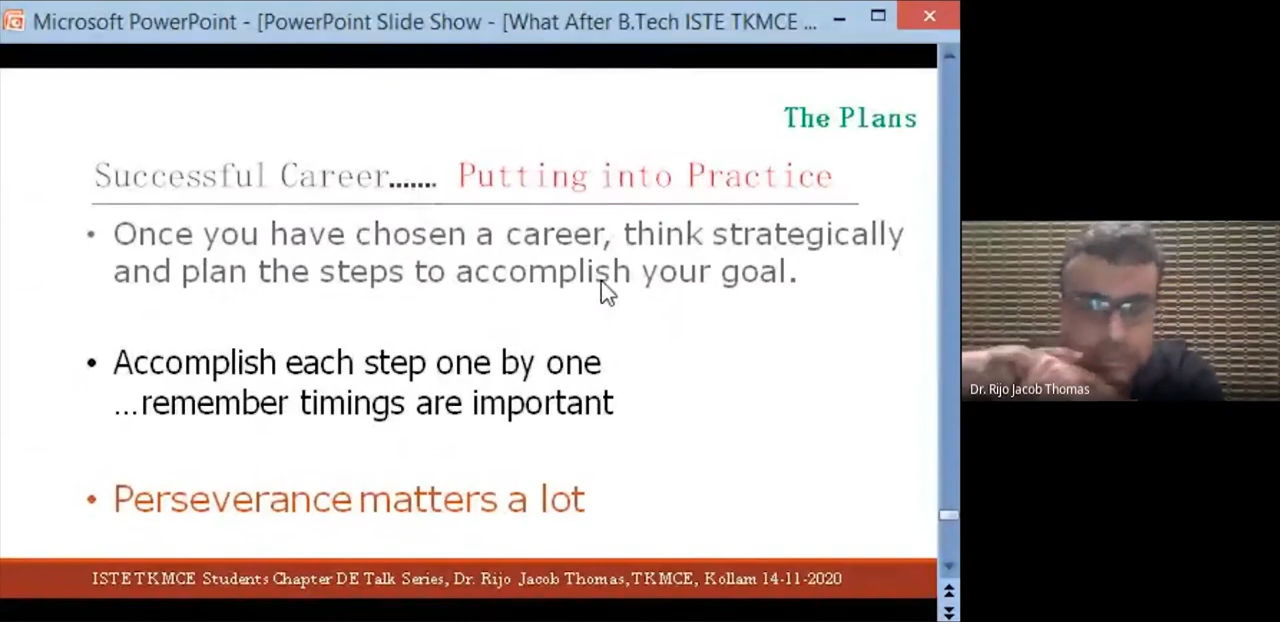 Microsoft PowerPoint - [PowerPoint Slide Show - [What After B.Tech ISTE TKMCE ...
The Plans
Successful Career....... Putting into Practice
• Once you have chosen a career, think strategically
and plan the steps to accomplish your goal.
• Accomplish each step one by one
...remember timings are important
• Perseverance matters a lot
ISTE TKMCE Students Chapter DE Talk Series, Dr. Rijo Jacob Thomas,TKMCE, Kollam 14-11-2020
Dr. Rijo Jacob Thomas